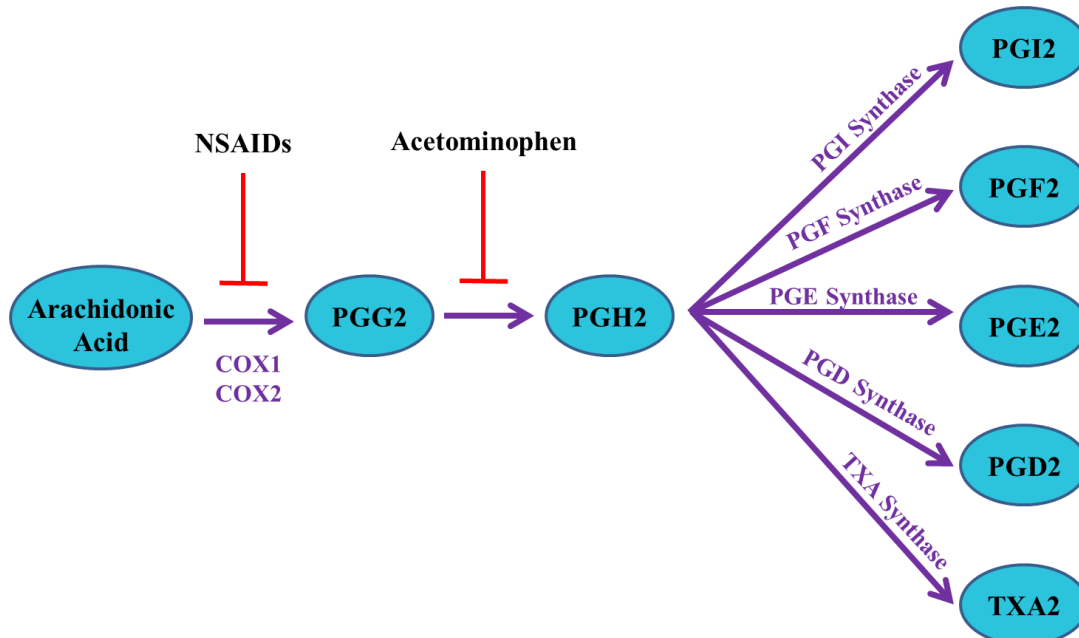 NSAIDs
Acetominophen
Arachidonic
Acid
COX1
COX2
PGG2
PGH2
PGI Synthase
PGF Synthase
PGE Synthase
PGD Synthase
TXA Synthase
PGI2
PGF2
PGE2
PGD2
TXA2